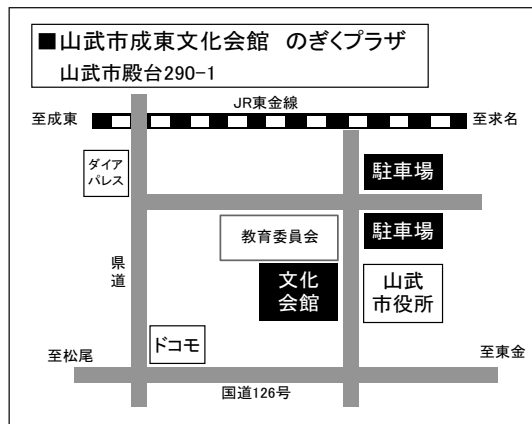 ■山武市成東文化会館 のぎくプラザ
山武市殿台290-1
JR東金線
至成東
至求名
ダイア
パレス
駐車場
駐車場
教育委員会
県
道
文化
会館
山武
市役所
ドコモ
至松尾
至東金
国道126号